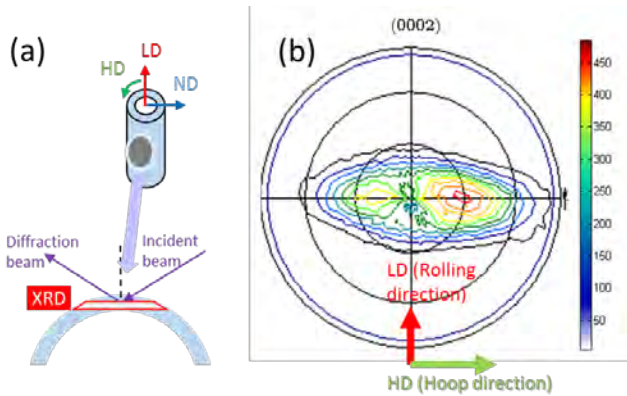 (a)
LD
HD
ND
Diffraction
beam
Incident
beam
XRD
(b)
(0002)
LD (Rolling
direction)
HD (Hoop direction)
450
400
350
300
250
200
150
100
50